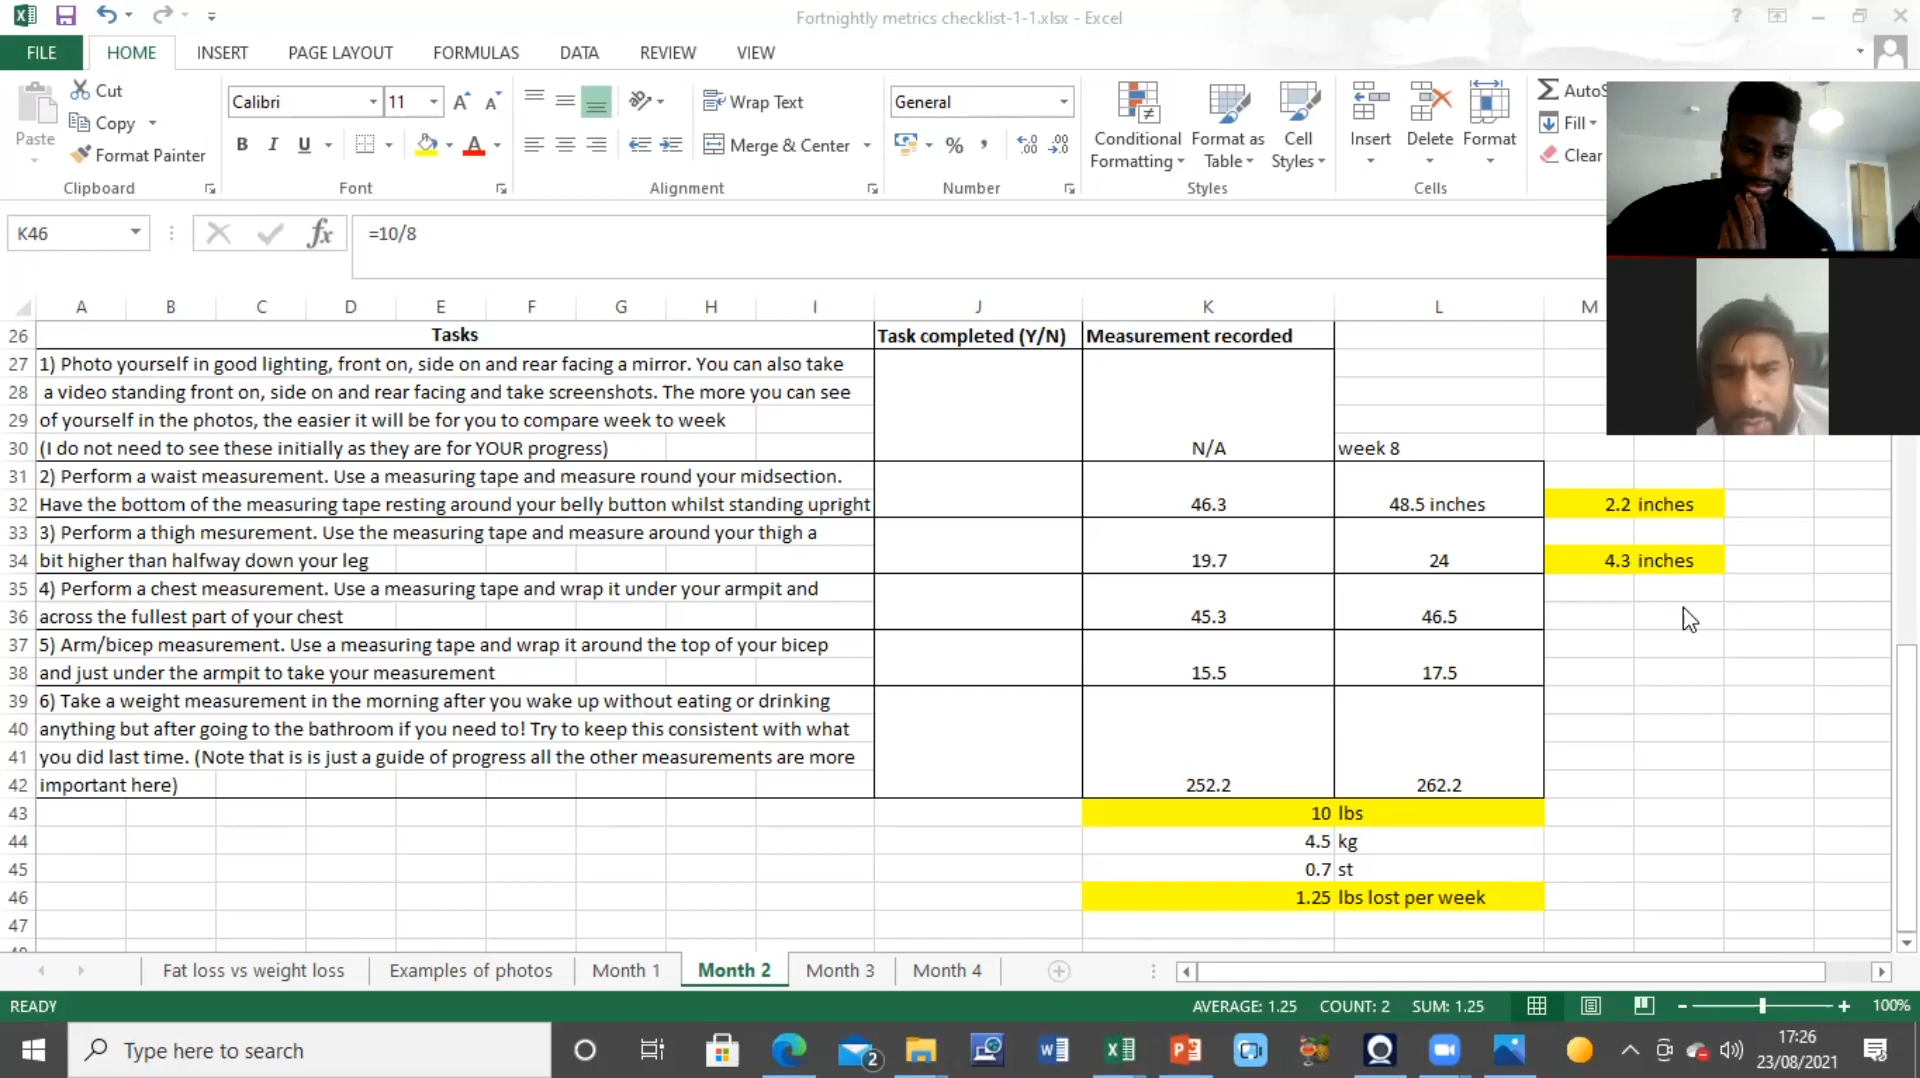 Fortnightly metrics checklist-1-1.xlsx - Excel
FILE HOME INSERT PAGE LAYOUT FORMULAS DATA REVIEW VIEW
Cut
Copy
Format Painter
Paste
Clipboard
Calibri 11
B I U
Font
Wrap Text
Merge & Center
Alignment
General
%
Number
Conditional Formatting
Format as Table
Cell Styles
Styles
Insert Delete Format
Cells
AutoS
Fill
Clear
K46
fx
=10/8
A B C D E F G H I J K L M
26 Tasks Task completed (Y/N) Measurement recorded
27 1) Photo yourself in good lighting, front on, side on and rear facing a mirror. You can also take
28 a video standing front on, side on and rear facing and take screenshots. The more you can see
29 of yourself in the photos, the easier it will be for you to compare week to week
30 (I do not need to see these initially as they are for YOUR progress) N/A week 8
31 2) Perform a waist measurement. Use a measuring tape and measure round your midsection.
32 Have the bottom of the measuring tape resting around your belly button whilst standing upright 46.3 48.5 inches 2.2 inches
33 3) Perform a thigh mesurement. Use the measuring tape and measure around your thigh a
34 bit higher than halfway down your leg 19.7 24 4.3 inches
35 4) Perform a chest measurement. Use a measuring tape and wrap it under your armpit and
36 across the fullest part of your chest 45.3 46.5
37 5) Arm/bicep measurement. Use a measuring tape and wrap it around the top of your bicep
38 and just under the armpit to take your measurement 15.5 17.5
39 6) Take a weight measurement in the morning after you wake up without eating or drinking
40 anything but after going to the bathroom if you need to! Try to keep this consistent with what
41 you did last time. (Note that is is just a guide of progress all the other measurements are more
42 important here) 252.2 262.2
43 10 lbs
44 4.5 kg
45 0.7 st
46 1.25 lbs lost per week
47
Fat loss vs weight loss Examples of photos Month 1 Month 2 Month 3 Month 4
READY AVERAGE: 1.25 COUNT: 2 SUM: 1.25 100%
Type here to search
2
17:26
23/08/2021